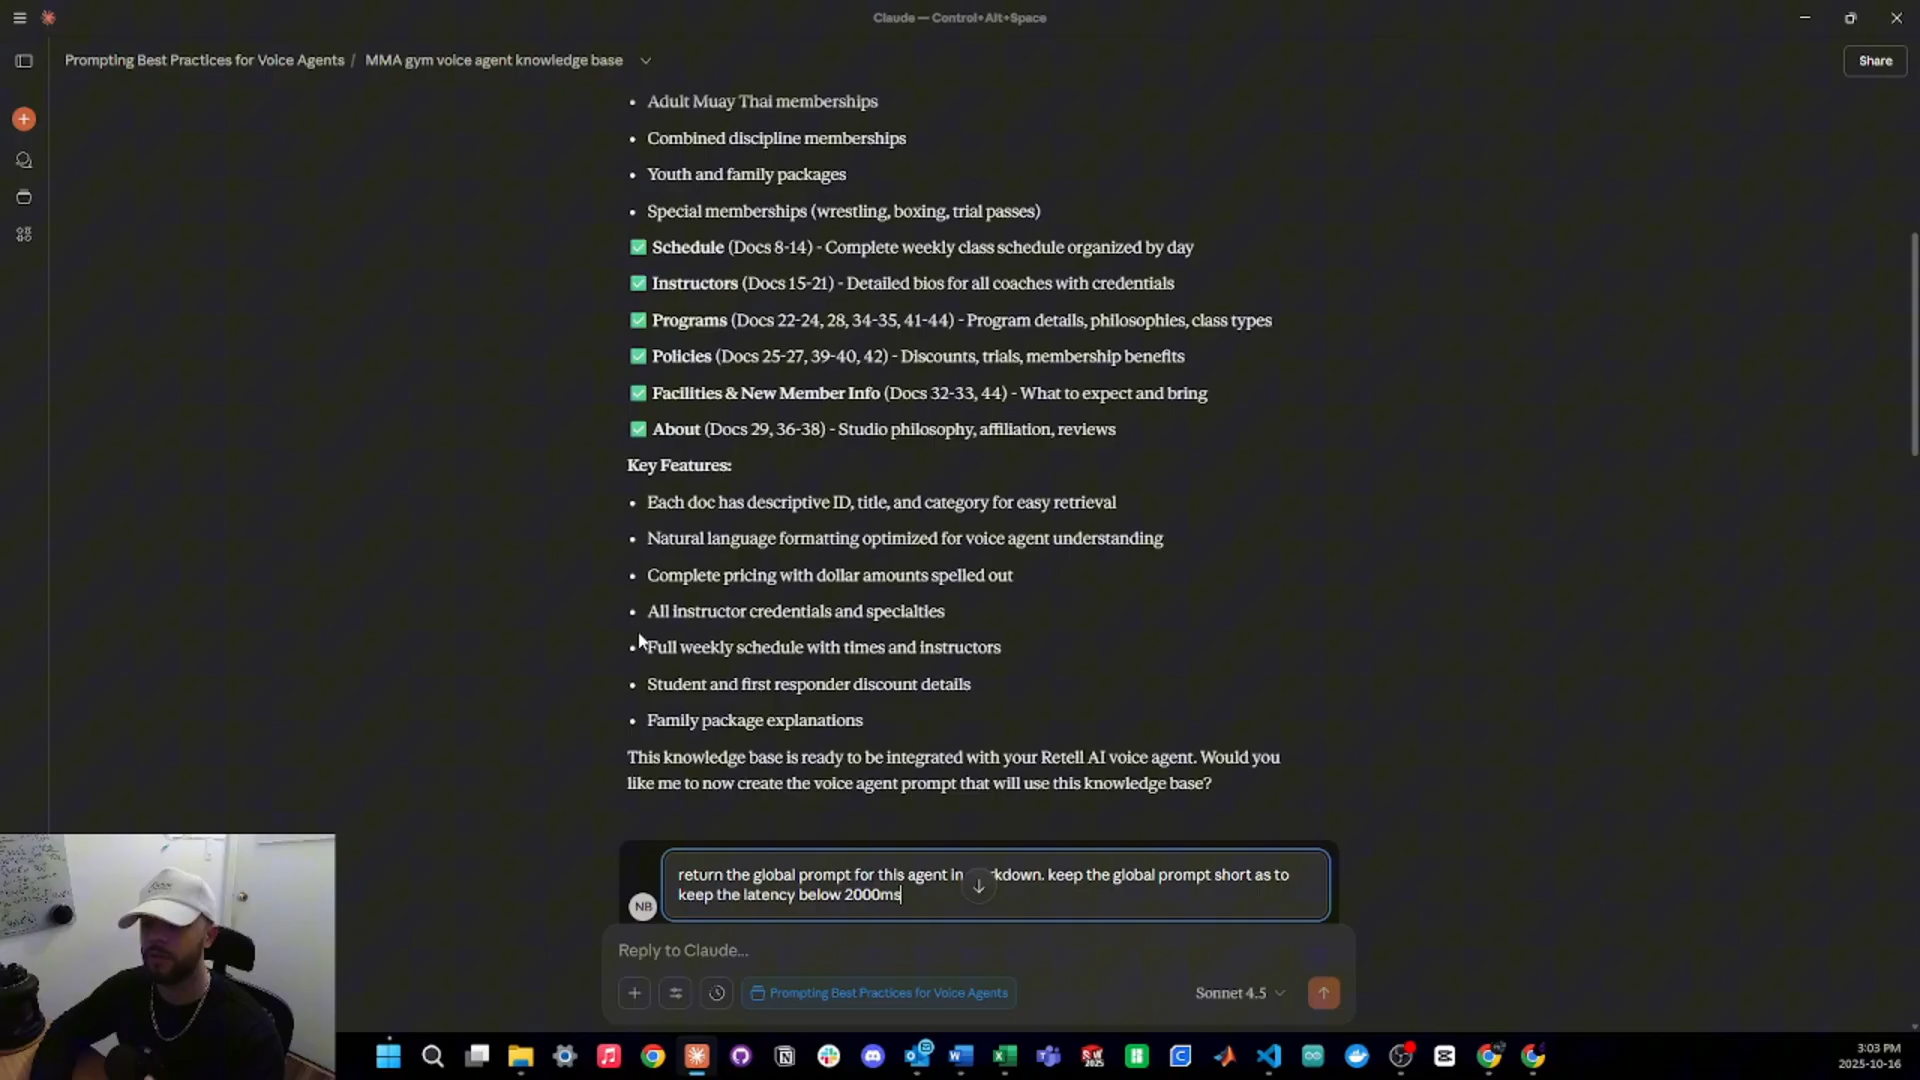 Claude — Control+Alt+Space
Prompting Best Practices for Voice Agents / MMA gym voice agent knowledge base
Share
• Adult Muay Thai memberships
• Combined discipline memberships
• Youth and family packages
• Special memberships (wrestling, boxing, trial passes)
✅ Schedule (Docs 8-14) - Complete weekly class schedule organized by day
✅ Instructors (Docs 15-21) - Detailed bios for all coaches with credentials
✅ Programs (Docs 22-24, 28, 34-35, 41-44) - Program details, philosophies, class types
✅ Policies (Docs 25-27, 39-40, 42) - Discounts, trials, membership benefits
✅ Facilities & New Member Info (Docs 32-33, 44) - What to expect and bring
✅ About (Docs 29, 36-38) - Studio philosophy, affiliation, reviews
Key Features:
• Each doc has descriptive ID, title, and category for easy retrieval
• Natural language formatting optimized for voice agent understanding
• Complete pricing with dollar amounts spelled out
• All instructor credentials and specialties
• Full weekly schedule with times and instructors
• Student and first responder discount details
• Family package explanations
This knowledge base is ready to be integrated with your Retell AI voice agent. Would you
like me to now create the voice agent prompt that will use this knowledge base?
return the global prompt for this agent in rkdown. keep the global prompt short as to
keep the latency below 2000ms
NB
Reply to Claude...
Prompting Best Practices for Voice Agents
Sonnet 4.5
3:03 PM
2025-10-16